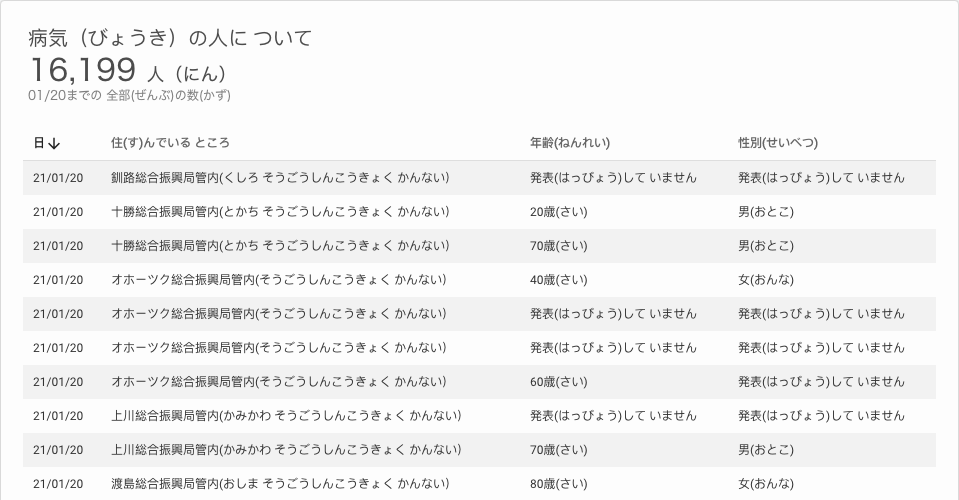 病気（びょうき）の人に ついて
16,199 人（にん）
01/20までの 全部(ぜんぶ)の数(かず)
日↓ 住(す)んでいる ところ 年齢(ねんれい) 性別(せいべつ)
21/01/20 釧路総合振興局管内(くしろ そうごうしんこうきょく かんない) 発表(はっぴょう)して いません 発表(はっぴょう)して いません
21/01/20 十勝総合振興局管内(とかち そうごうしんこうきょく かんない) 20歳(さい) 男(おとこ)
21/01/20 十勝総合振興局管内(とかち そうごうしんこうきょく かんない) 70歳(さい) 男(おとこ)
21/01/20 オホーツク総合振興局管内(そうごうしんこうきょく かんない) 40歳(さい) 女(おんな)
21/01/20 オホーツク総合振興局管内(そうごうしんこうきょく かんない) 発表(はっぴょう)して いません 発表(はっぴょう)して いません
21/01/20 オホーツク総合振興局管内(そうごうしんこうきょく かんない) 発表(はっぴょう)して いません 発表(はっぴょう)して いません
21/01/20 オホーツク総合振興局管内(そうごうしんこうきょく かんない) 60歳(さい) 発表(はっぴょう)して いません
21/01/20 上川総合振興局管内(かみかわ そうごうしんこうきょく かんない) 発表(はっぴょう)して いません 発表(はっぴょう)して いません
21/01/20 上川総合振興局管内(かみかわ そうごうしんこうきょく かんない) 70歳(さい) 男(おとこ)
21/01/20 渡島総合振興局管内(おしま そうごうしんこうきょく かんない) 80歳(さい) 女(おんな)